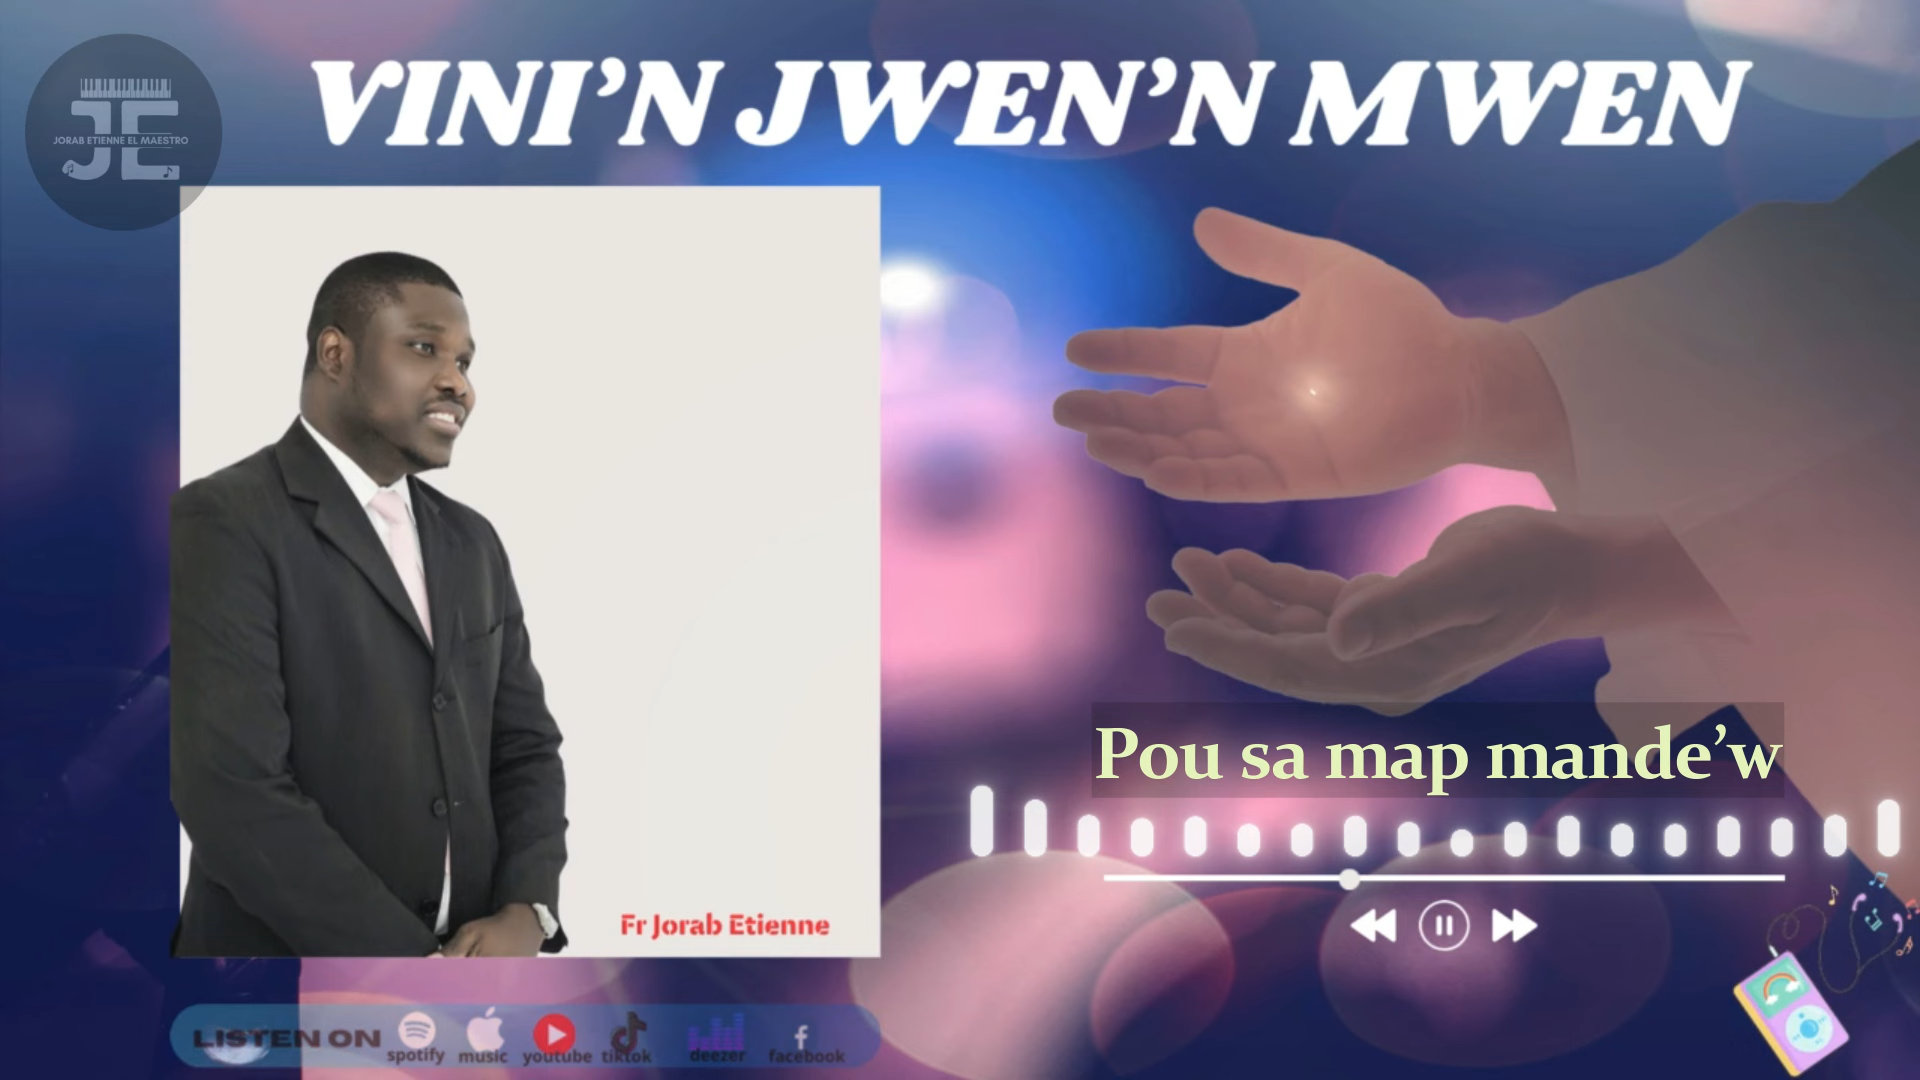 VINI’N JWEN’N MWEN
JE
JORAB ETIENNE EL MAESTRO
Pou sa map mande’w
Fr Jorab Etienne
LISTEN ON
spotify music youtube tiktok deezer facebook